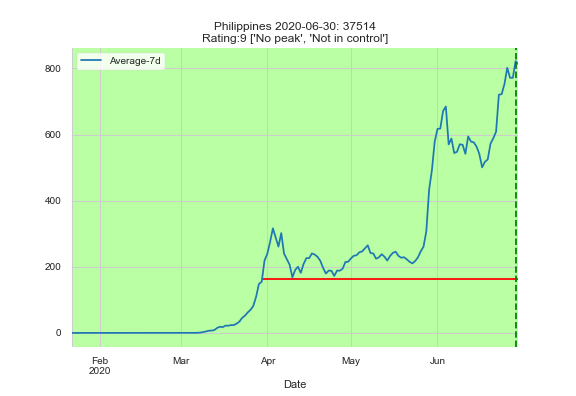 Philippines 2020-06-30: 37514
Rating:9 ['No peak', 'Not in control']
Average-7d
800
600
400
200
0
Feb
2020
Mar
Apr
May
Jun
Date